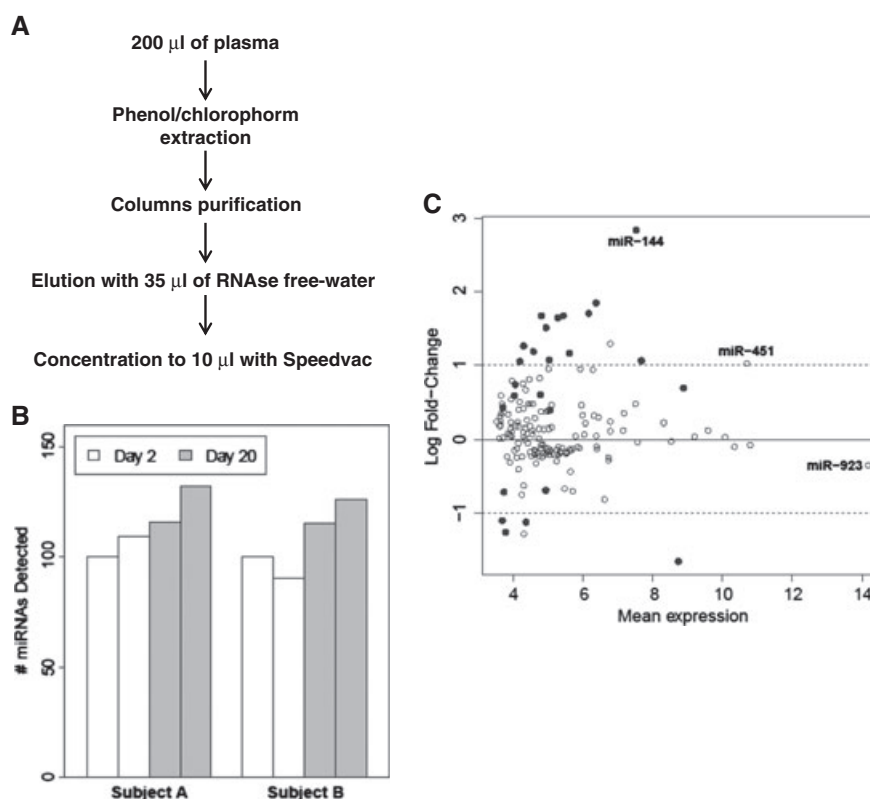 A
200 µl of plasma
Phenol/chlorophorm
extraction
Columns purification
Elution with 35 µl of RNAse free-water
Concentration to 10 µl with Speedvac
B
# miRNAs Detected
150
100
50
0
Day 2
Day 20
Subject A
Subject B
C
Log Fold-Change
3
2
1
0
-1
miR-144
miR-451
miR-923
4
6
8
10
12
14
Mean expression